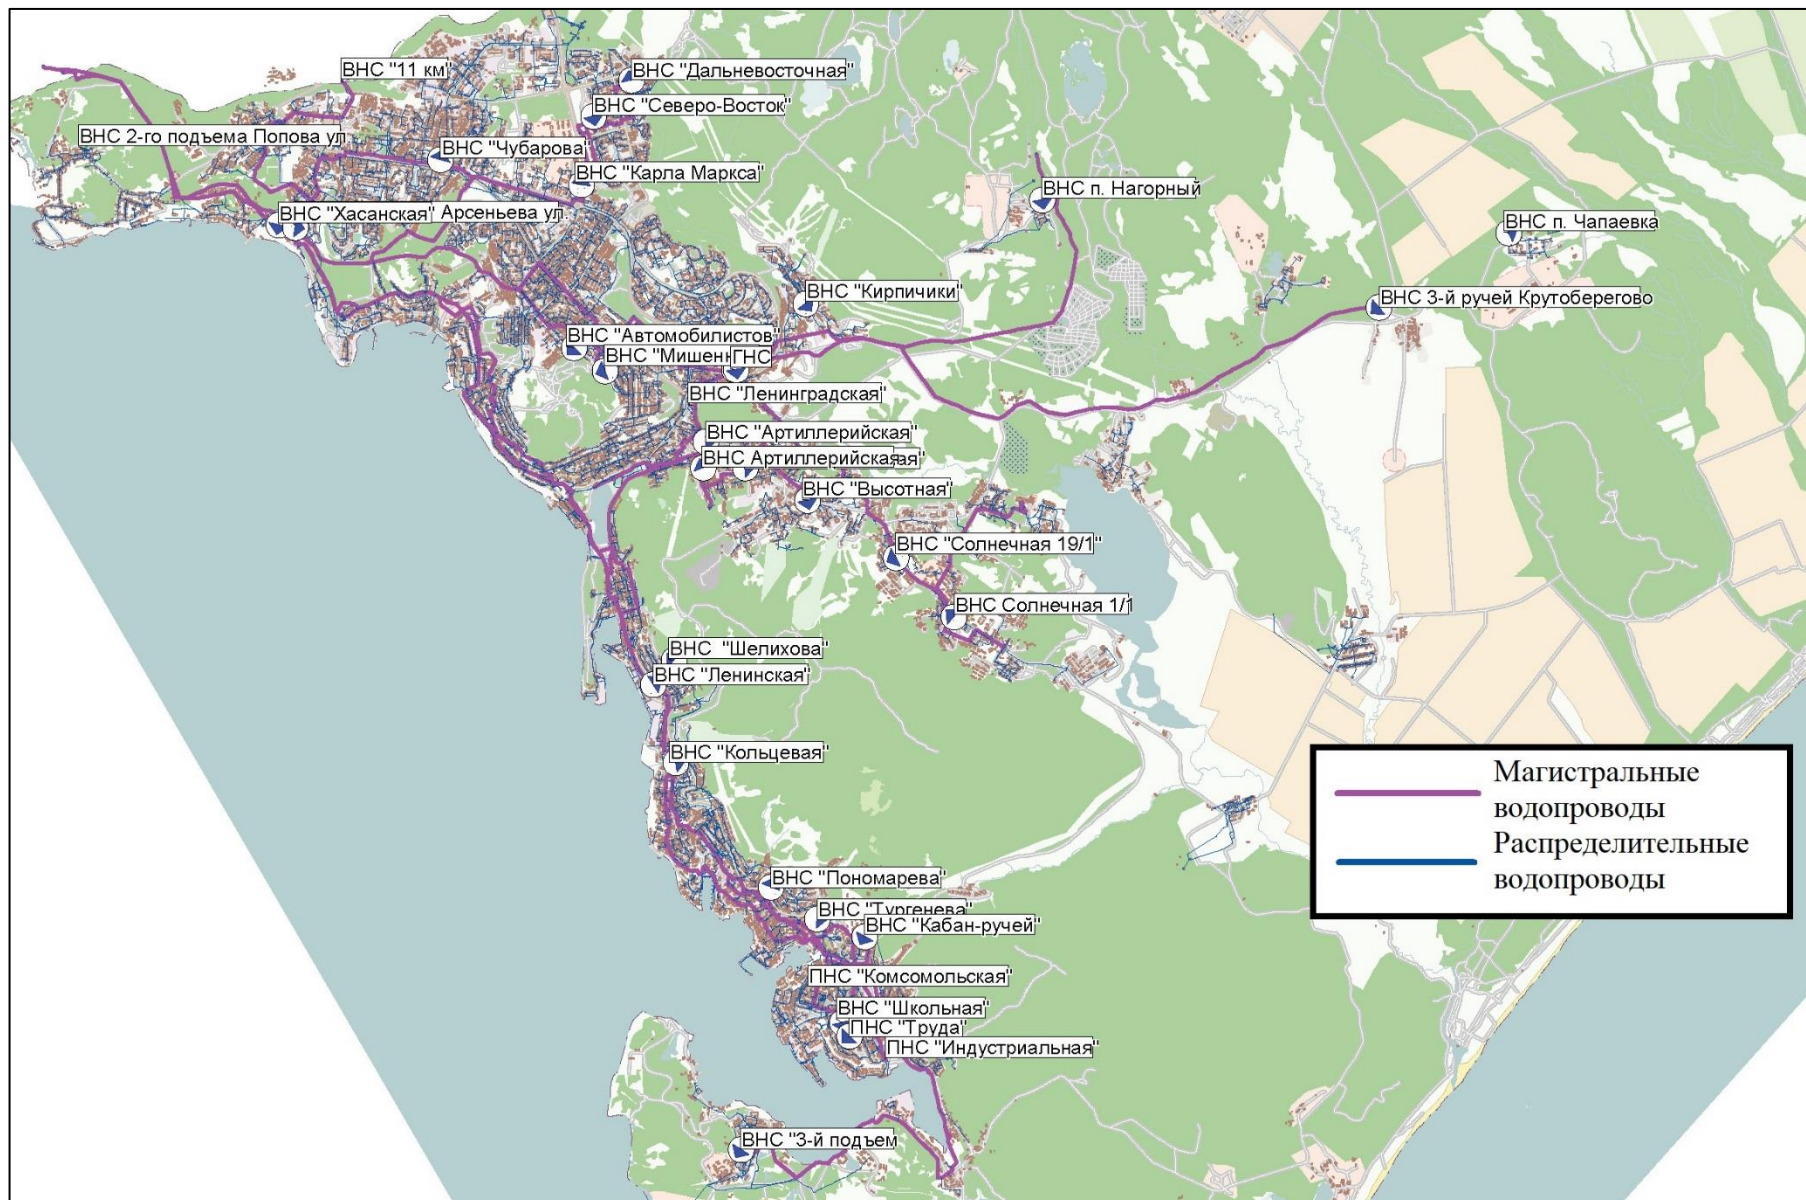 ВНС "11 км"
ВНС "Дальневосточная"
ВНС "Северо-Восток"
ВНС 2-го подъема Попова ул
ВНС "Чубарова"
ВНС "Карла Маркса"
ВНС п. Нагорный
ВНС "Хасанская" Арсеньева ул.
ВНС п. Чапаевка
ВНС "Кирпичики"
ВНС 3-й ручей Крутоберегово
ВНС "Автомобилистов"
ВНС "Мишенн
ГНС
ВНС "Ленинградская"
ВНС "Артиллерийская"
ВНС Артиллерийская
ВНС "Высотная"
ВНС "Солнечная 19/1"
ВНС Солнечная 1/1
ВНС "Шелихова"
ВНС "Ленинская"
ВНС "Кольцевая"
Магистральные
водопроводы
Распределительные
водопроводы
ВНС "Пономарева"
ВНС "Тургенева"
ВНС "Кабан-ручей"
ПНС "Комсомольская"
ВНС "Школьная"
ПНС "Труда"
ПНС "Индустриальная"
ВНС "3-й подъем